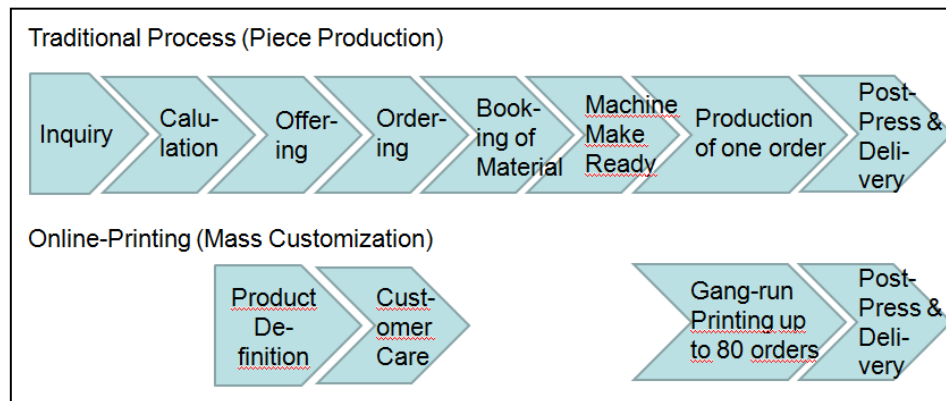 Traditional Process (Piece Production)
Inquiry
Calu-
lation
Offer-
ing
Order-
ing
Book-
ing of
Material
Machine
Make
Ready
Production
of one order
Post-
Press &
Deli-
very
Online-Printing (Mass Customization)
Product
De-
finition
Cust-
omer
Care
Gang-run
Printing up
to 80 orders
Post-
Press &
Deli-
very